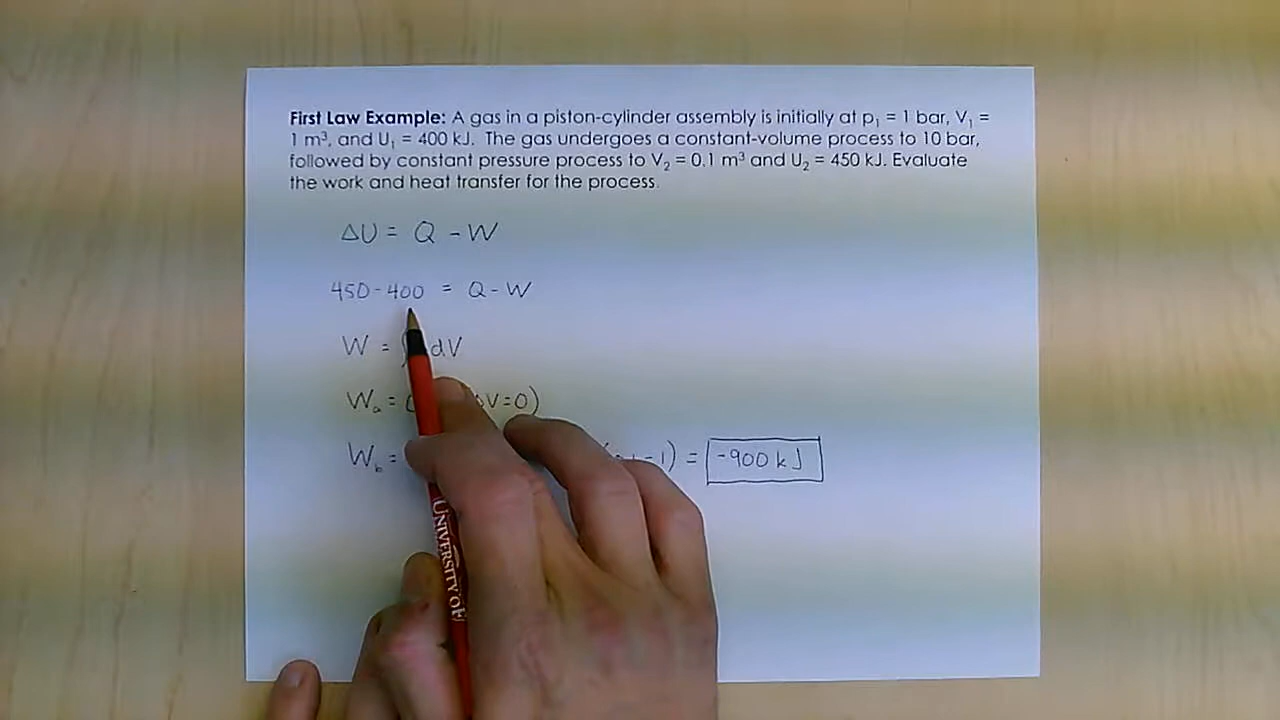 First Law Example: A gas in a piston-cylinder assembly is initially at p₁ = 1 bar, V₁ =
1 m³, and U₁ = 400 kJ. The gas undergoes a constant-volume process to 10 bar,
followed by constant pressure process to V₂ = 0.1 m³ and U₂ = 450 kJ. Evaluate
the work and heat transfer for the process.
ΔU = Q - W
450-400 = Q-W
W = ∫ dV
Wₐ = V=0)
W_b = -1) = -900 kJ
UNIVERSITY OF